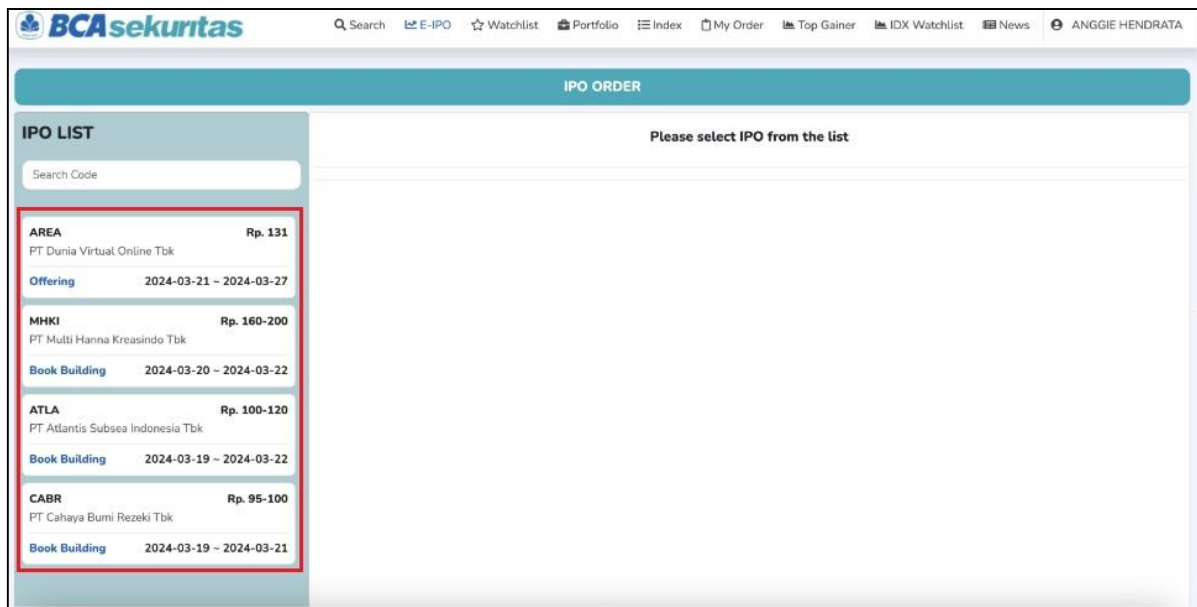 BCAsekuritas
Search E-IPO Watchlist Portfolio Index My Order Top Gainer IDX Watchlist News ANGGIE HENDRATA
IPO ORDER
IPO LIST
Please select IPO from the list
Search Code
AREA Rp. 131
PT Dunia Virtual Online Tbk
Offering 2024-03-21 ~ 2024-03-27
MHKI Rp. 160-200
PT Multi Hanna Kreasindo Tbk
Book Building 2024-03-20 ~ 2024-03-22
ATLA Rp. 100-120
PT Atlantis Subsea Indonesia Tbk
Book Building 2024-03-19 ~ 2024-03-22
CABR Rp. 95-100
PT Cahaya Bumi Rezeki Tbk
Book Building 2024-03-19 ~ 2024-03-21